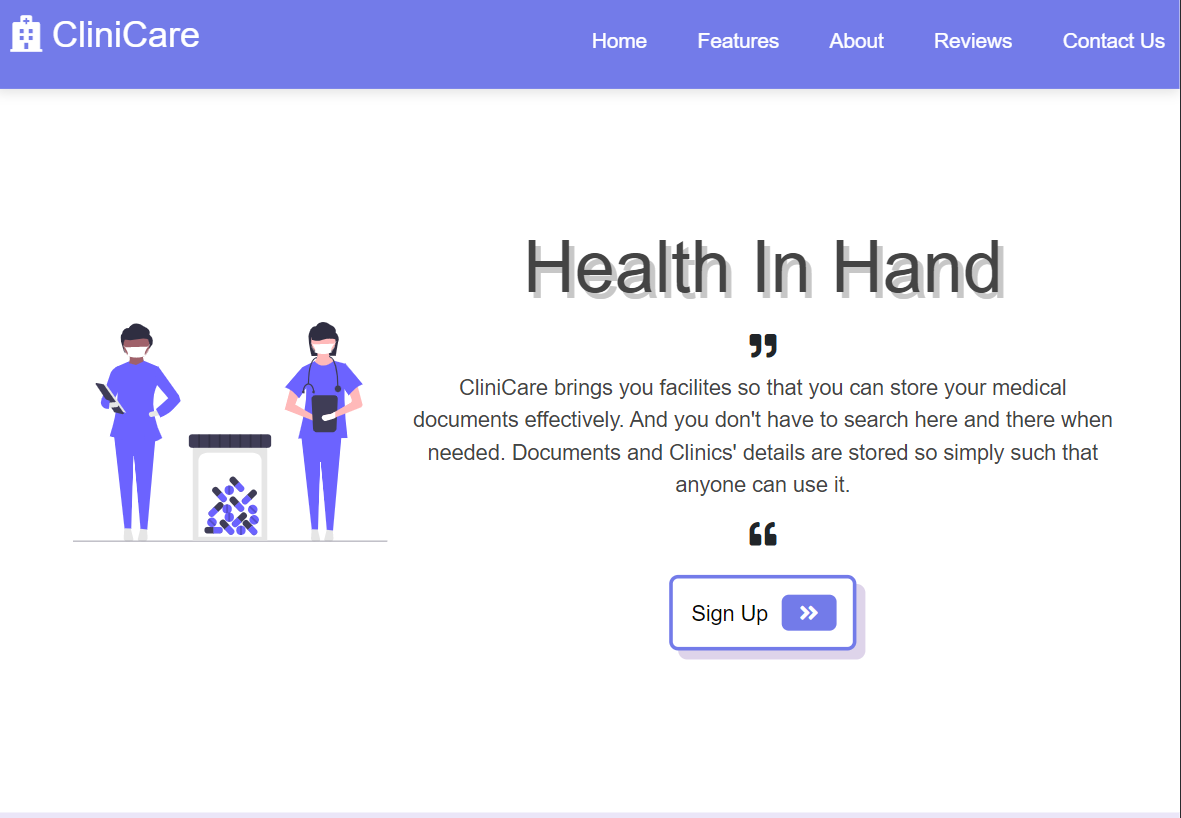 CliniCare
Home Features About Reviews Contact Us
Health In Hand
”
CliniCare brings you facilites so that you can store your medical
documents effectively. And you don't have to search here and there when
needed. Documents and Clinics' details are stored so simply such that
anyone can use it.
“
Sign Up »